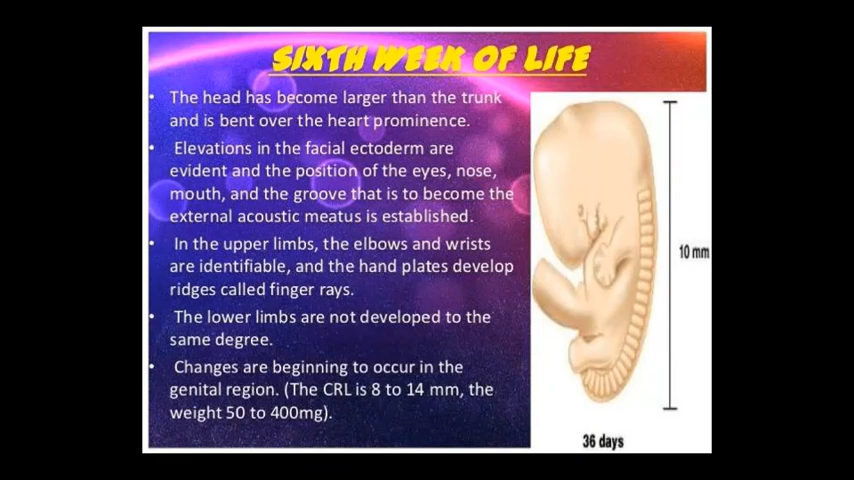 SIXTH WEEK OF LIFE
• The head has become larger than the trunk
and is bent over the heart prominence.
• Elevations in the facial ectoderm are
evident and the position of the eyes, nose,
mouth, and the groove that is to become the
external acoustic meatus is established.
• In the upper limbs, the elbows and wrists
are identifiable, and the hand plates develop
ridges called finger rays.
• The lower limbs are not developed to the
same degree.
• Changes are beginning to occur in the
genital region. (The CRL is 8 to 14 mm, the
weight 50 to 400mg).
10 mm
36 days